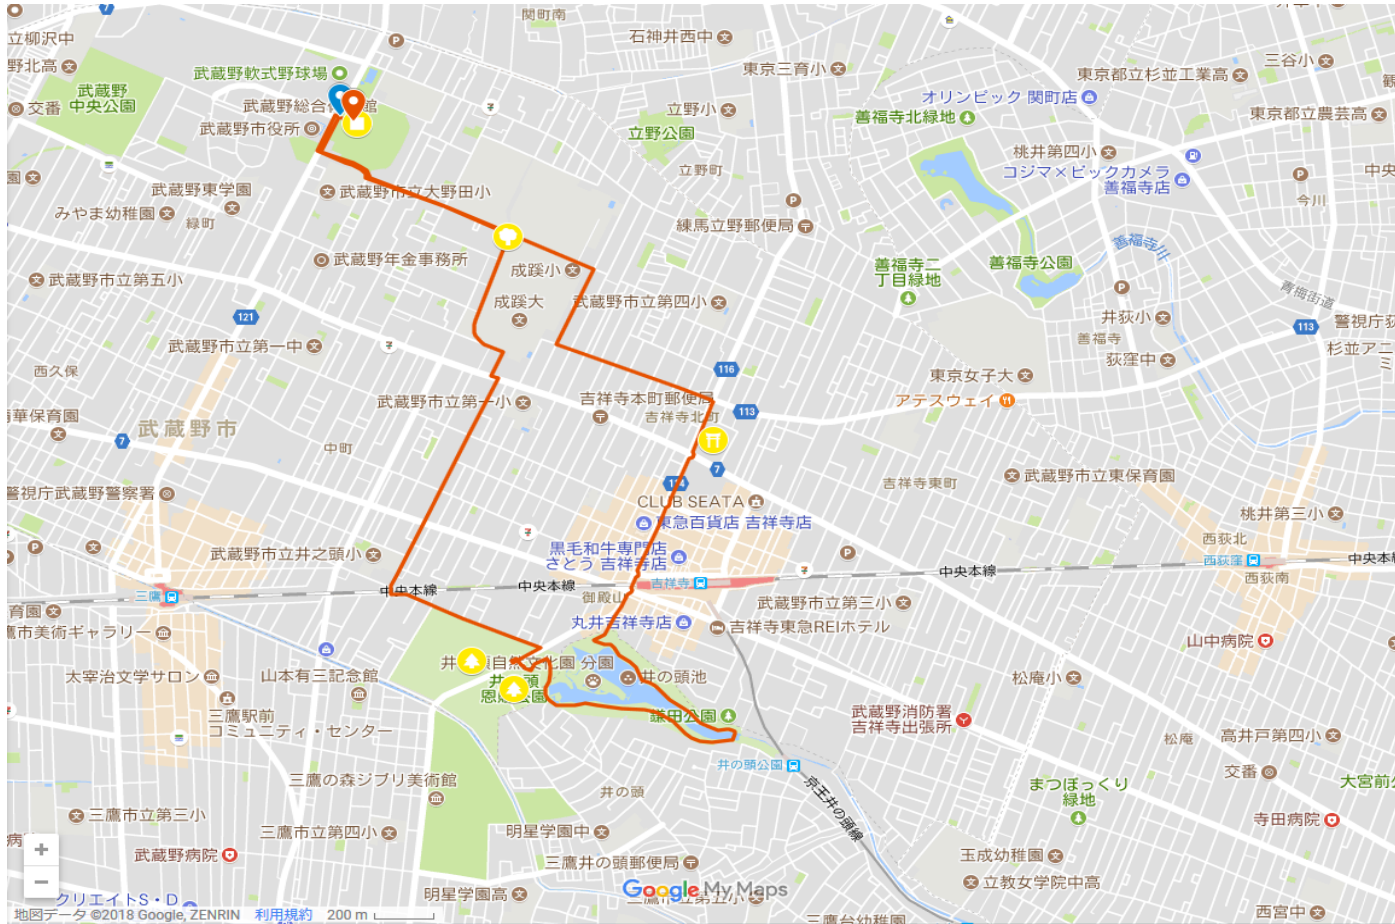 関町南
立柳沢中
石神井西中
三谷小
武蔵野軟式野球場
東京三育小
東京都立杉並工業高
野北高
武蔵野
中央公園
オリンピック 関町店
交番
武蔵野総合
館
立野小
善福寺北緑地
東京都立農芸高
武蔵野市役所
立野公園
桃井第四小
コジマ×ビックカメラ
善福寺店
園
立野町
中央
武蔵野東学園
武蔵野市立大野田小
今川
みやま幼稚園
緑町
練馬立野郵便局
善福寺川
武蔵野年金事務所
成蹊小
善福寺二
丁目緑地
善福寺公園
武蔵野市立第五小
成蹊大
武蔵野市立第四小
青梅街道
121
井荻小
113
警視庁荻
善福寺
武蔵野市立第一中
荻窪中
杉並アニ
ミ
西久保
116
東京女子大
武蔵野市立第一小
吉祥寺本町郵便局
113
アテスウェイ
吉祥寺北町
華保育園
武蔵野市
7
中町
7
武蔵野市立東保育園
警視庁武蔵野警察署
吉祥寺東町
CLUB SEATA
東急百貨店 吉祥寺店
桃井第三小
西荻北
武蔵野市立井之頭小
黒毛和牛専門店
さとう 吉祥寺店
西荻窪
中央本線
中央本線
中央本線
中央本線
吉祥寺
西荻南
三鷹
御殿山
育園
武蔵野市立第三小
鷹市美術ギャラリー
丸井吉祥寺店
吉祥寺東急REIホテル
山中病院
太宰治文学サロン
山本有三記念館
自然文化園 分園
井の頭池
松庵小
恩賜公園
三鷹駅前
コミュニティ・センター
鎌田公園
武蔵野消防署
吉祥寺出張所
松庵
高井戸第四小
井の頭公園
三鷹の森ジブリ美術館
井の頭
京王井の頭線
まつぼっくり
緑地
交番
大宮前公
三鷹市立第三小
三鷹市立第四小
明星学園中
寺田病院
武蔵野病院
三鷹井の頭郵便局
玉成幼稚園
明星学園高
立教女学院中高
Google My Maps
クリエイトS・D
三鷹台幼稚園
西宮中
地図データ ©2018 Google, ZENRIN 利用規約 200 m